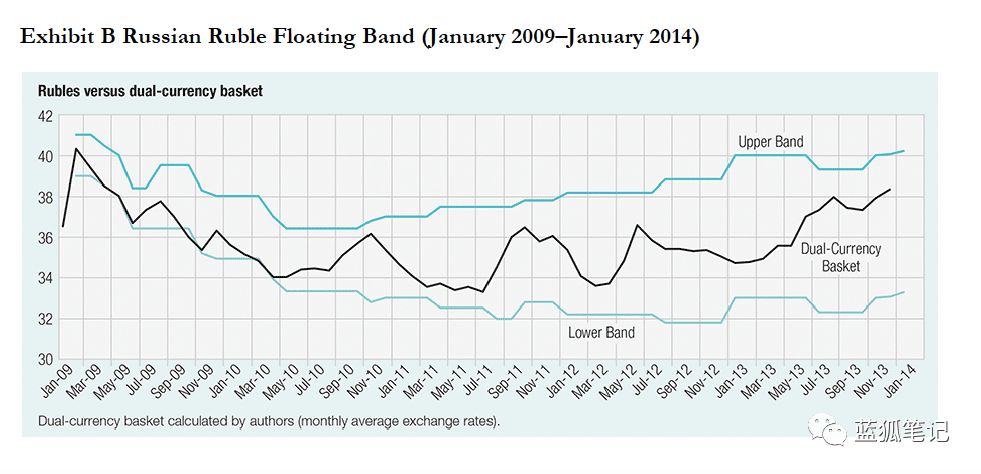 Exhibit B Russian Ruble Floating Band (January 2009–January 2014)
Rubles versus dual-currency basket
42
40
38
36
34
32
30
Upper Band
Dual-Currency
Basket
Lower Band
Jan-09
Mar-09
May-09
Jul-09
Sep-09
Nov-09
Jan-10
Mar-10
May-10
Jul-10
Sep-10
Nov-10
Jan-11
Mar-11
May-11
Jul-11
Sep-11
Nov-11
Jan-12
Mar-12
May-12
Jul-12
Sep-12
Nov-12
Jan-13
Mar-13
May-13
Jul-13
Sep-13
Nov-13
Jan-14
Dual-currency basket calculated by authors (monthly average exchange rates).
蓝狐笔记